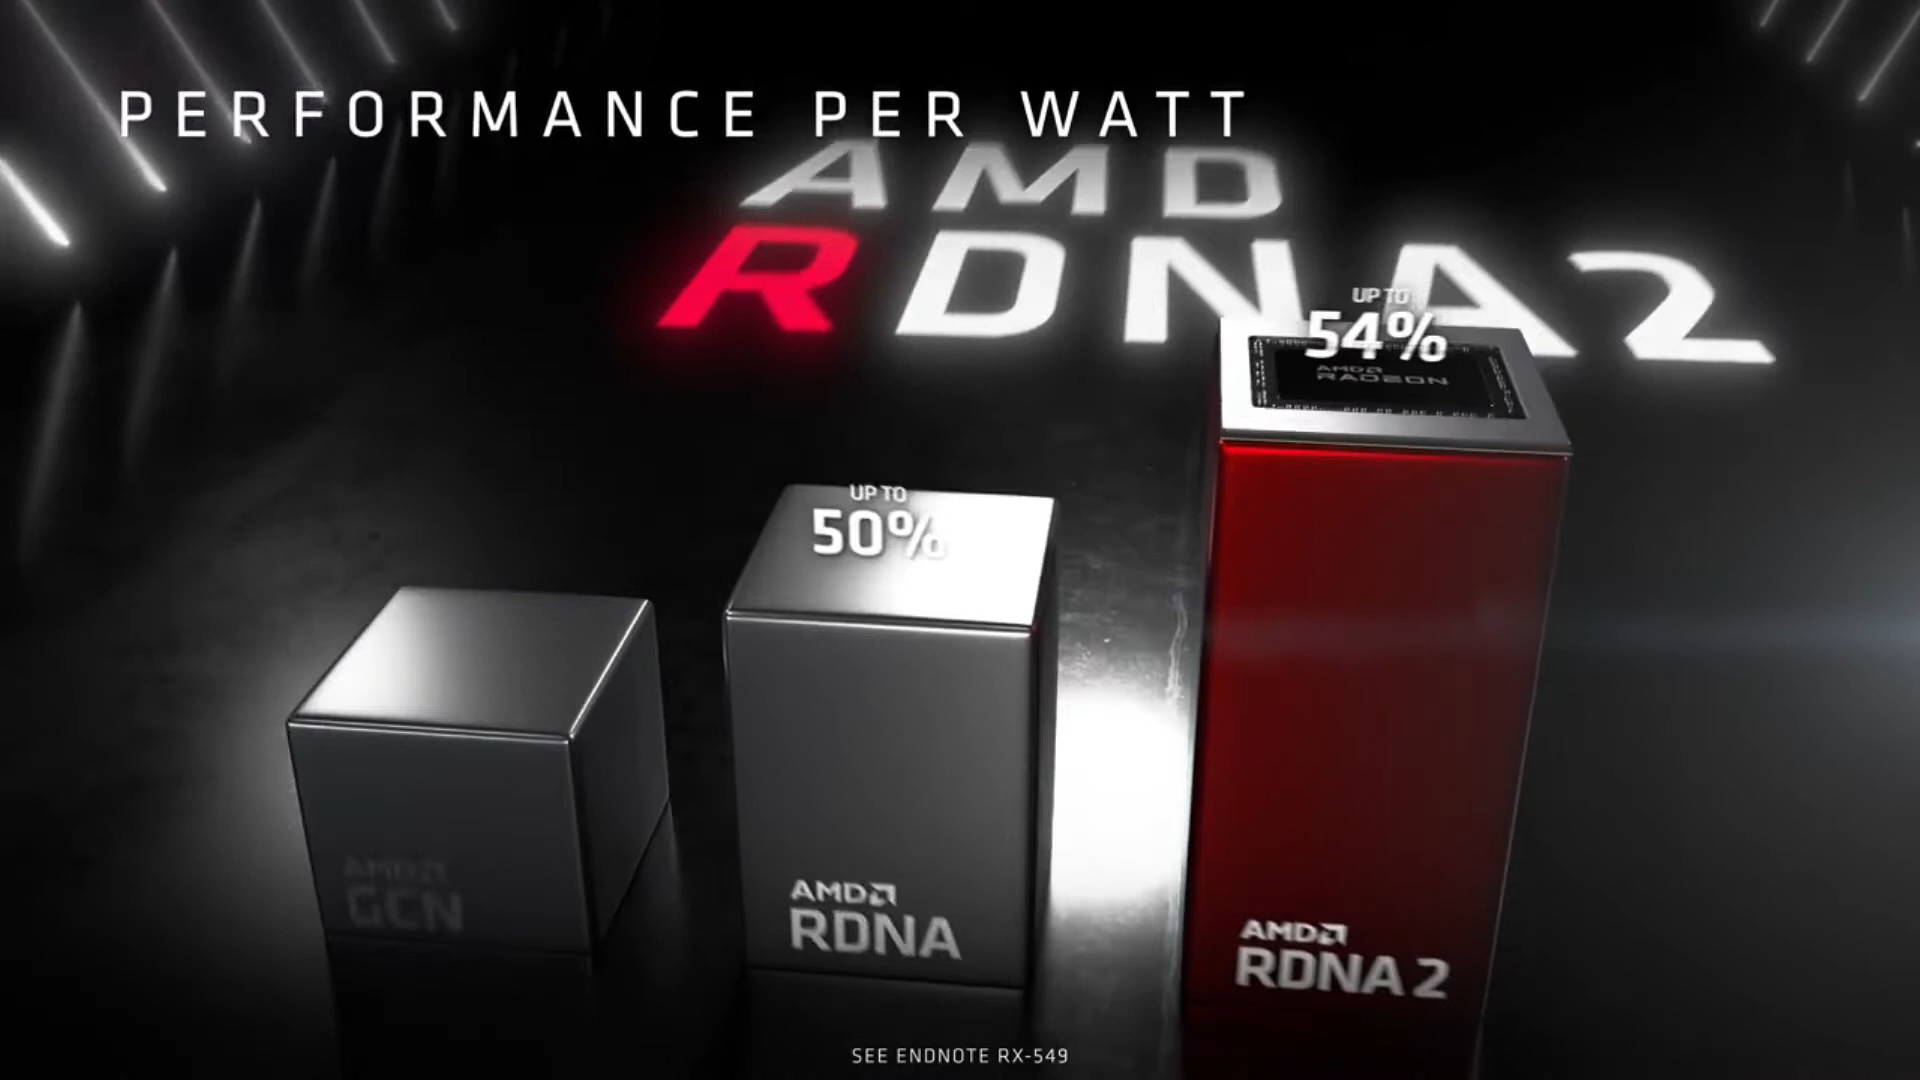 PERFORMANCE PER WATT
AMD
RDNA2
UP TO
54%
AMD
RADEON
UP TO
50%
AMD
GCN
AMD
RDNA
AMD
RDNA 2
SEE ENDNOTE RX-549